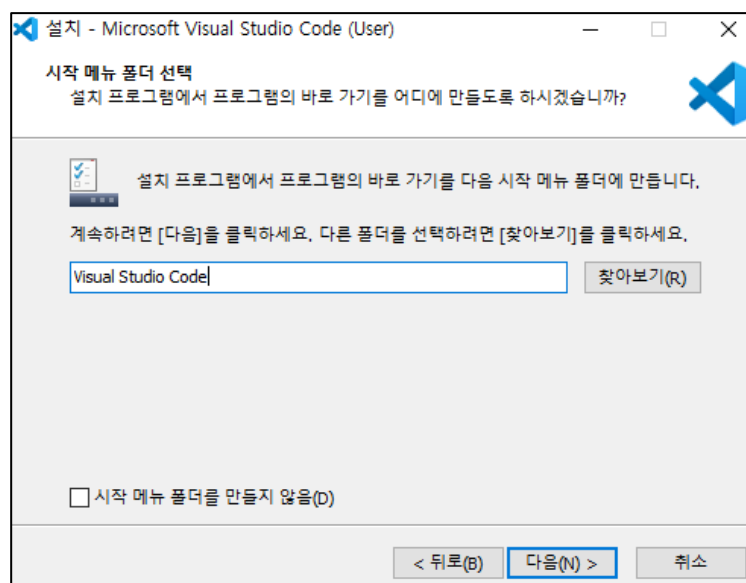 설치 - Microsoft Visual Studio Code (User)
시작 메뉴 폴더 선택
설치 프로그램에서 프로그램의 바로 가기를 어디에 만들도록 하시겠습니까?
설치 프로그램에서 프로그램의 바로 가기를 다음 시작 메뉴 폴더에 만듭니다.
계속하려면 [다음]을 클릭하세요. 다른 폴더를 선택하려면 [찾아보기]를 클릭하세요.
Visual Studio Code
찾아보기(R)
시작 메뉴 폴더를 만들지 않음(D)
< 뒤로(B)
다음(N) >
취소